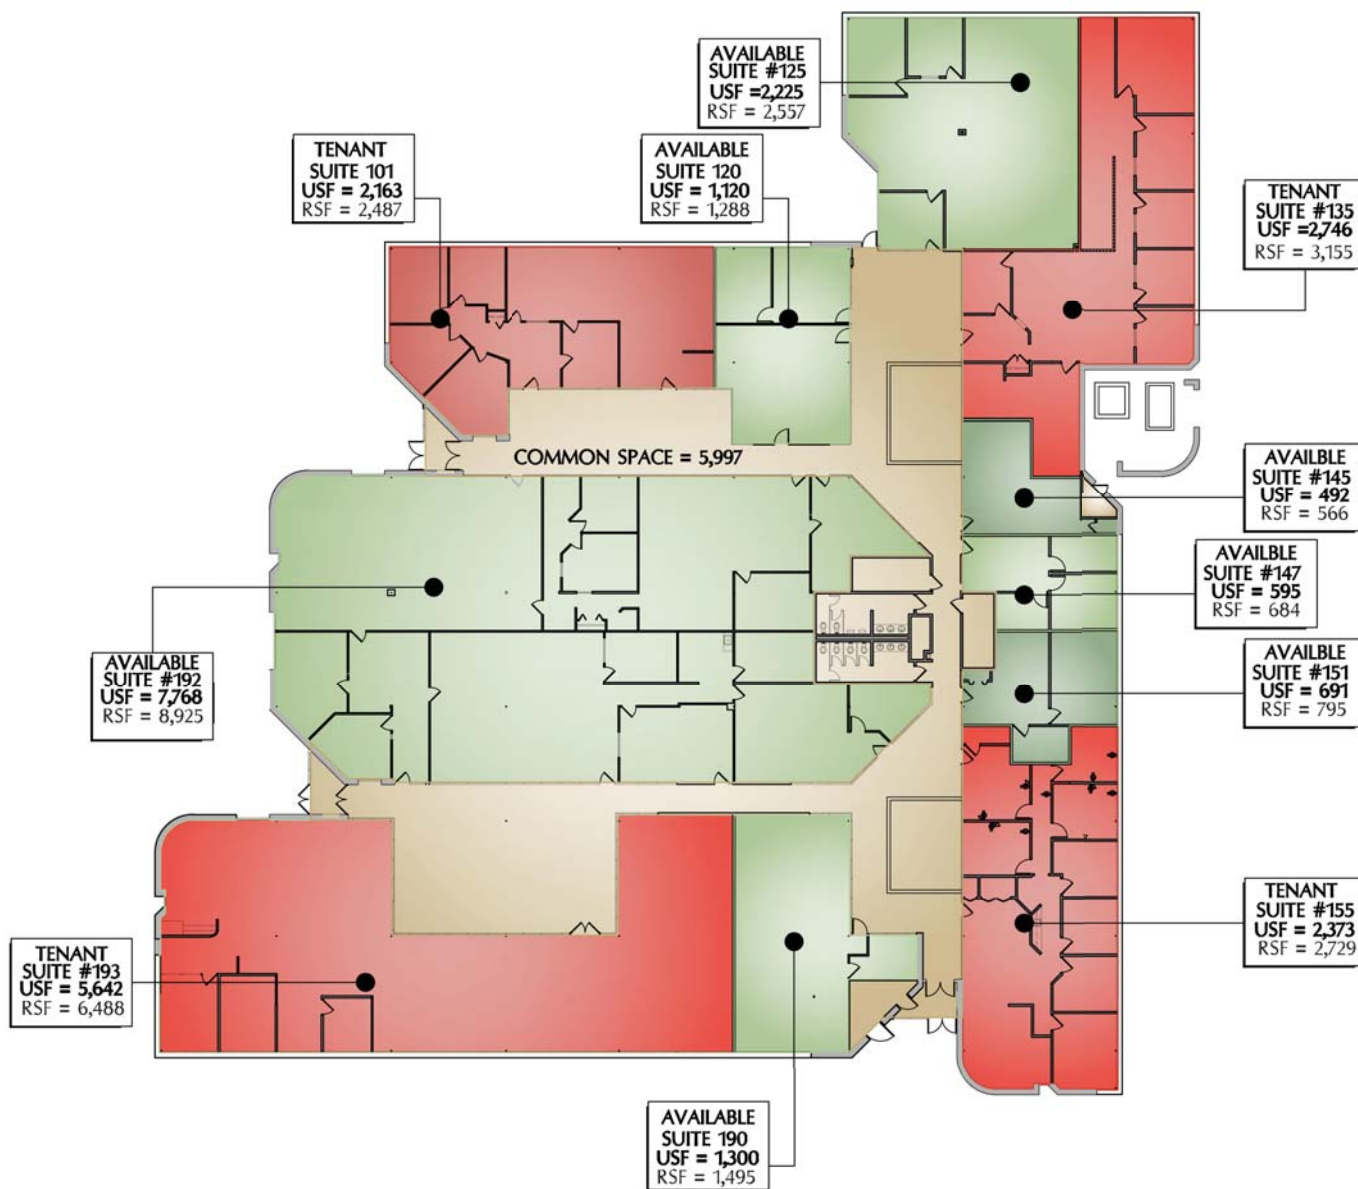 AVAILABLE
SUITE #125
USF =2,225
RSF = 2,557
TENANT
SUITE 101
USF = 2,163
RSF = 2,487
AVAILABLE
SUITE 120
USF = 1,120
RSF = 1,288
TENANT
SUITE #135
USF =2,746
RSF = 3,155
COMMON SPACE = 5,997
AVAILBLE
SUITE #145
USF = 492
RSF = 566
AVAILBLE
SUITE #147
USF = 595
RSF = 684
AVAILABLE
SUITE #192
USF = 7,768
RSF = 8,925
AVAILBLE
SUITE #151
USF = 691
RSF = 795
TENANT
SUITE #155
USF = 2,373
RSF = 2,729
TENANT
SUITE #193
USF = 5,642
RSF = 6,488
AVAILABLE
SUITE 190
USF = 1,300
RSF = 1,495